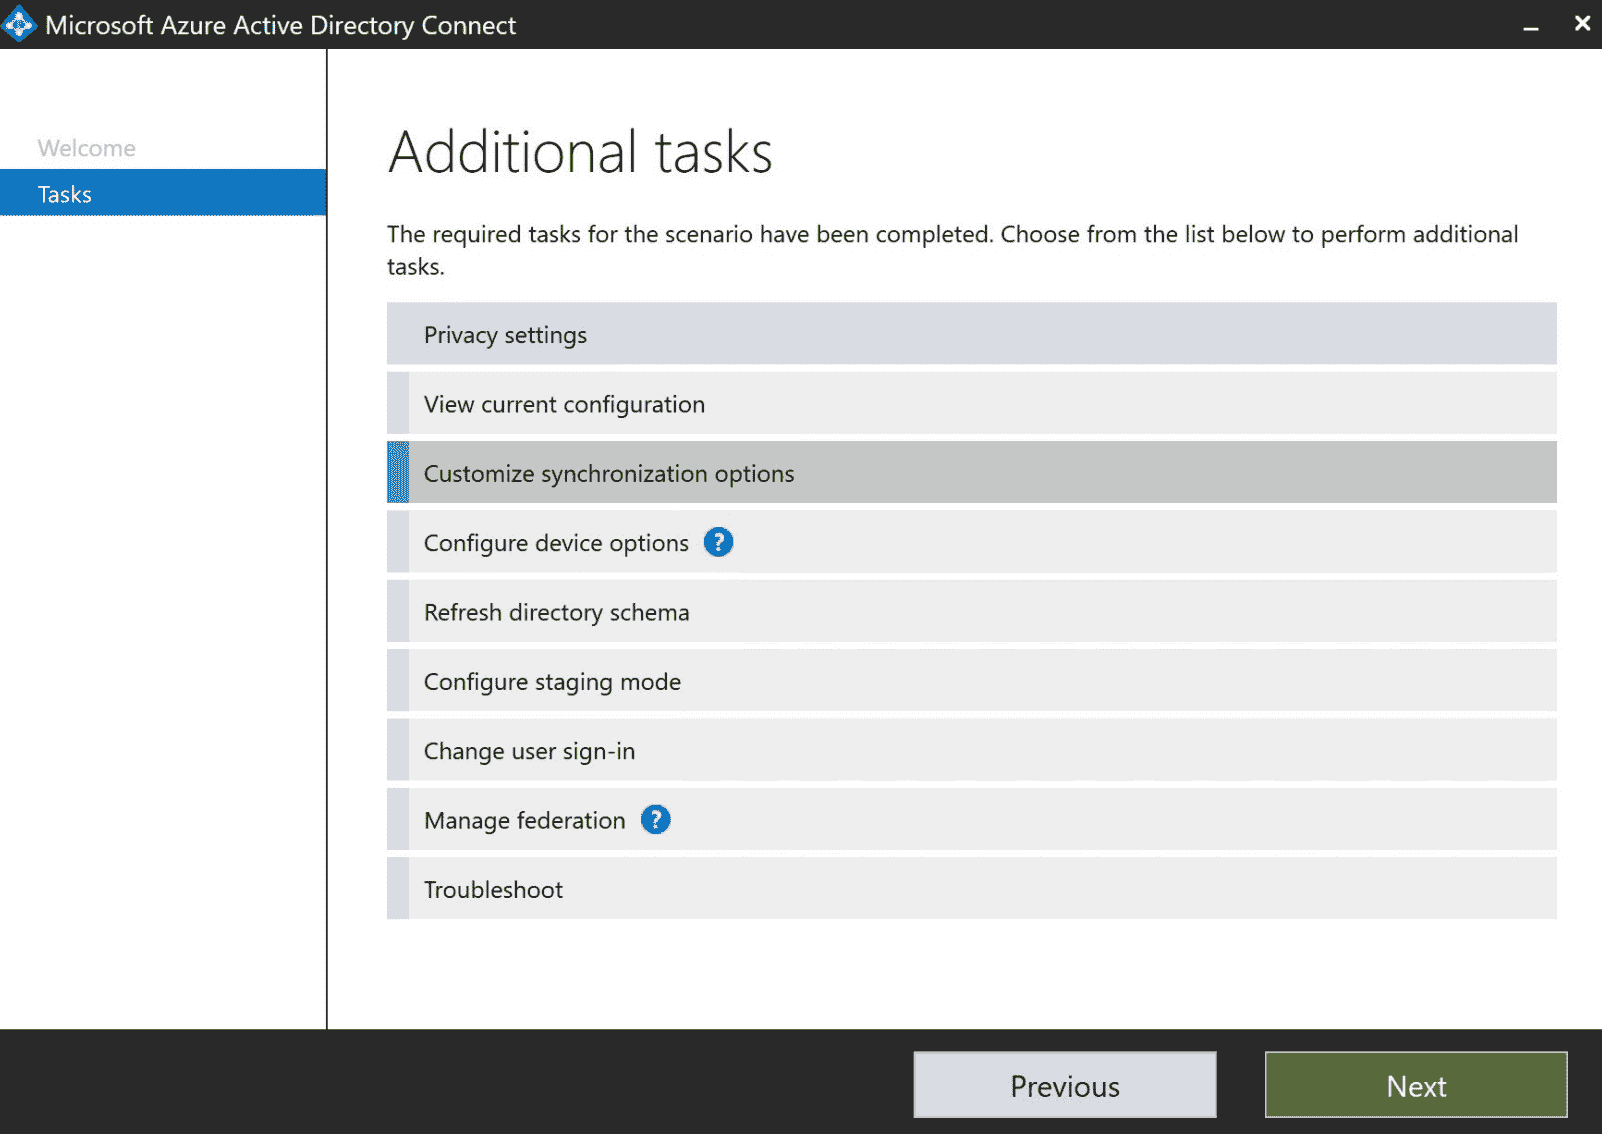 Microsoft Azure Active Directory Connect
Welcome
Tasks
Additional tasks
The required tasks for the scenario have been completed. Choose from the list below to perform additional
tasks.
Privacy settings
View current configuration
Customize synchronization options
Configure device options ?
Refresh directory schema
Configure staging mode
Change user sign-in
Manage federation ?
Troubleshoot
Previous
Next